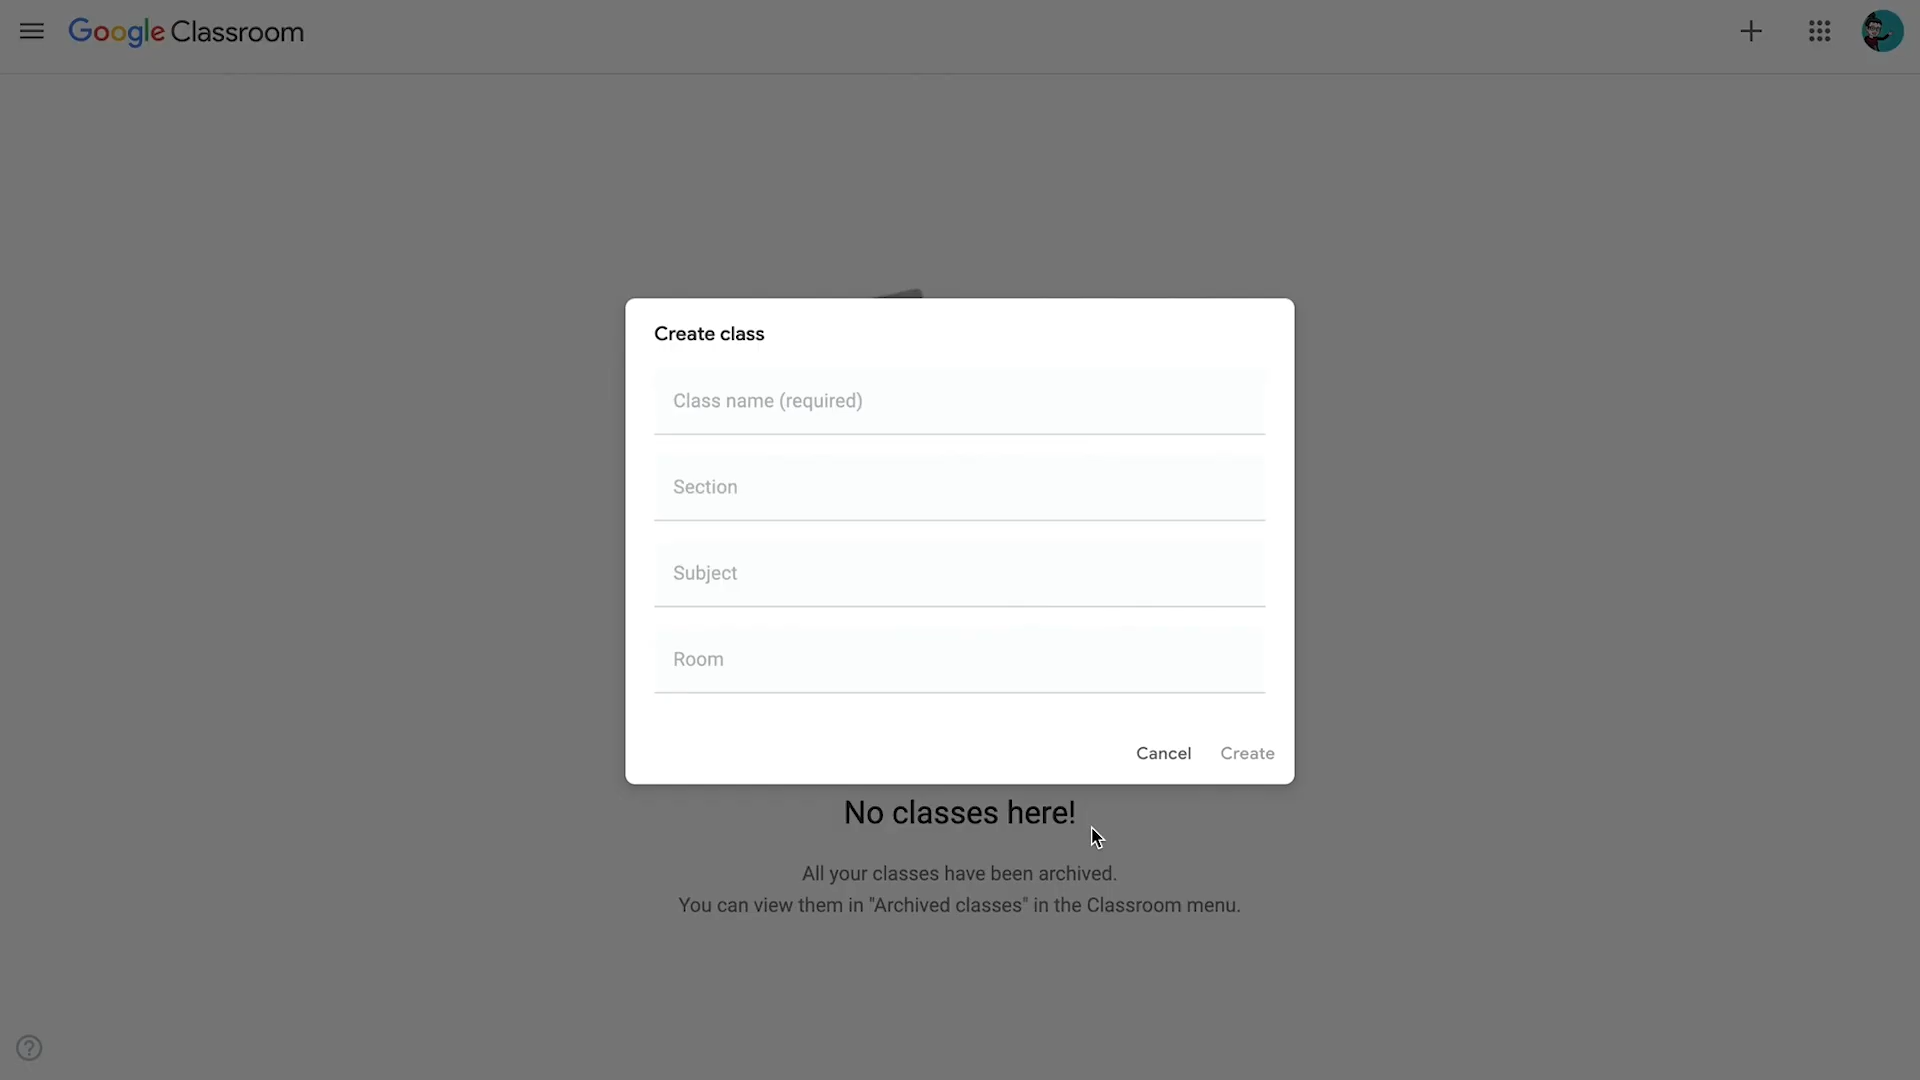 Google Classroom
Create class
Class name (required)
Section
Subject
Room
Cancel Create
No classes here!
All your classes have been archived.
You can view them in "Archived classes" in the Classroom menu.
?